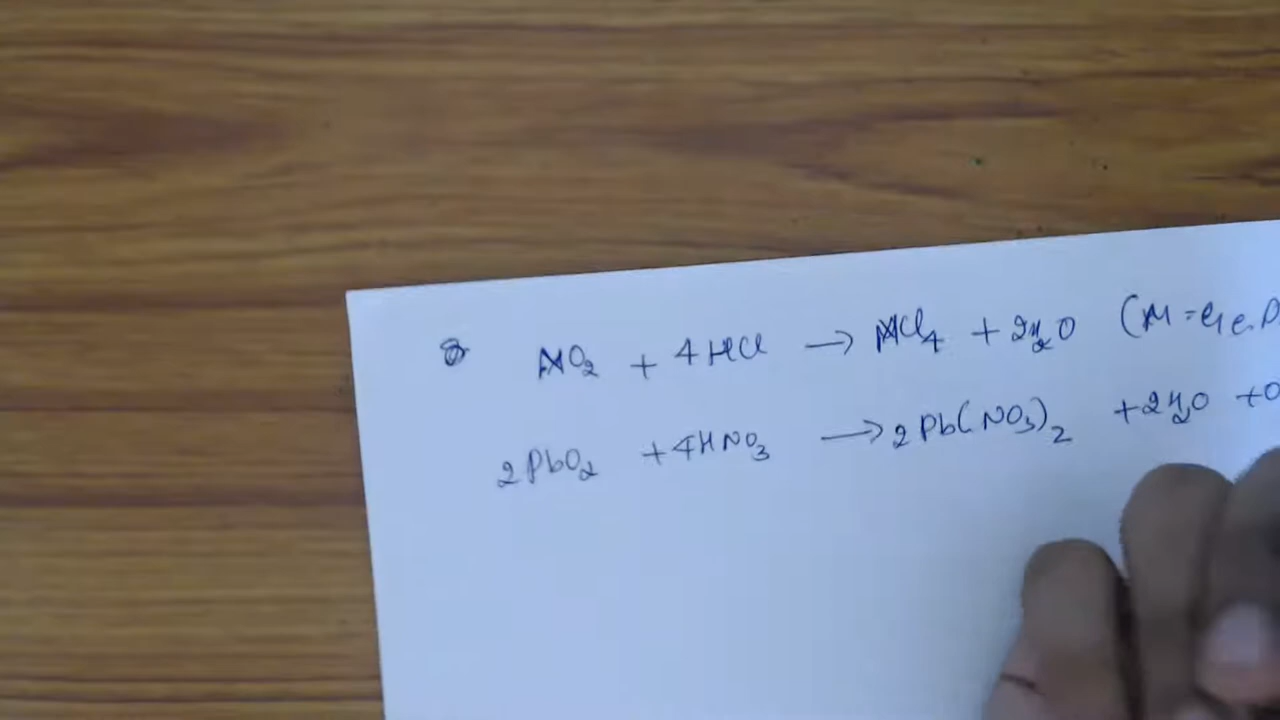 MO₂ + 4HCl → MCl₄ + 2H₂O (M = Ge, P
2PbO₂ + 4HNO₃ → 2Pb(NO₃)₂ + 2H₂O + O